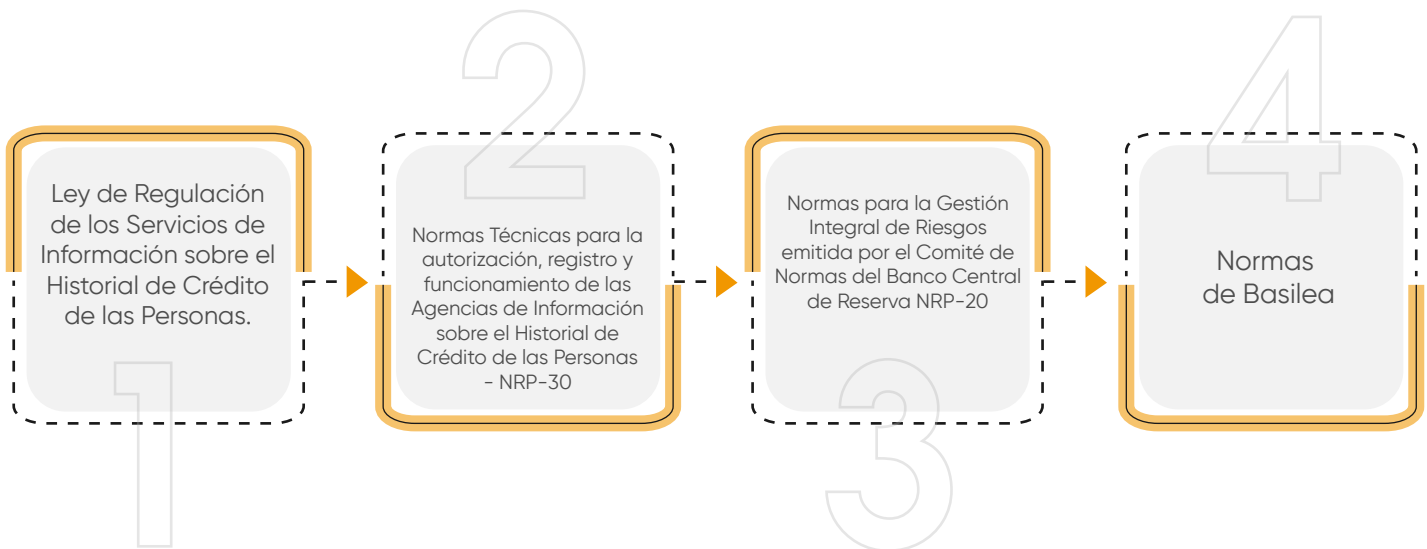 1
Ley de Regulación
de los Servicios de
Información sobre el
Historial de Crédito
de las Personas.
2
Normas Técnicas para la
autorización, registro y
funcionamiento de las
Agencias de Información
sobre el Historial de
Crédito de las Personas
- NRP-30
3
Normas para la Gestión
Integral de Riesgos
emitida por el Comité de
Normas del Banco Central
de Reserva NRP-20
4
Normas
de Basilea